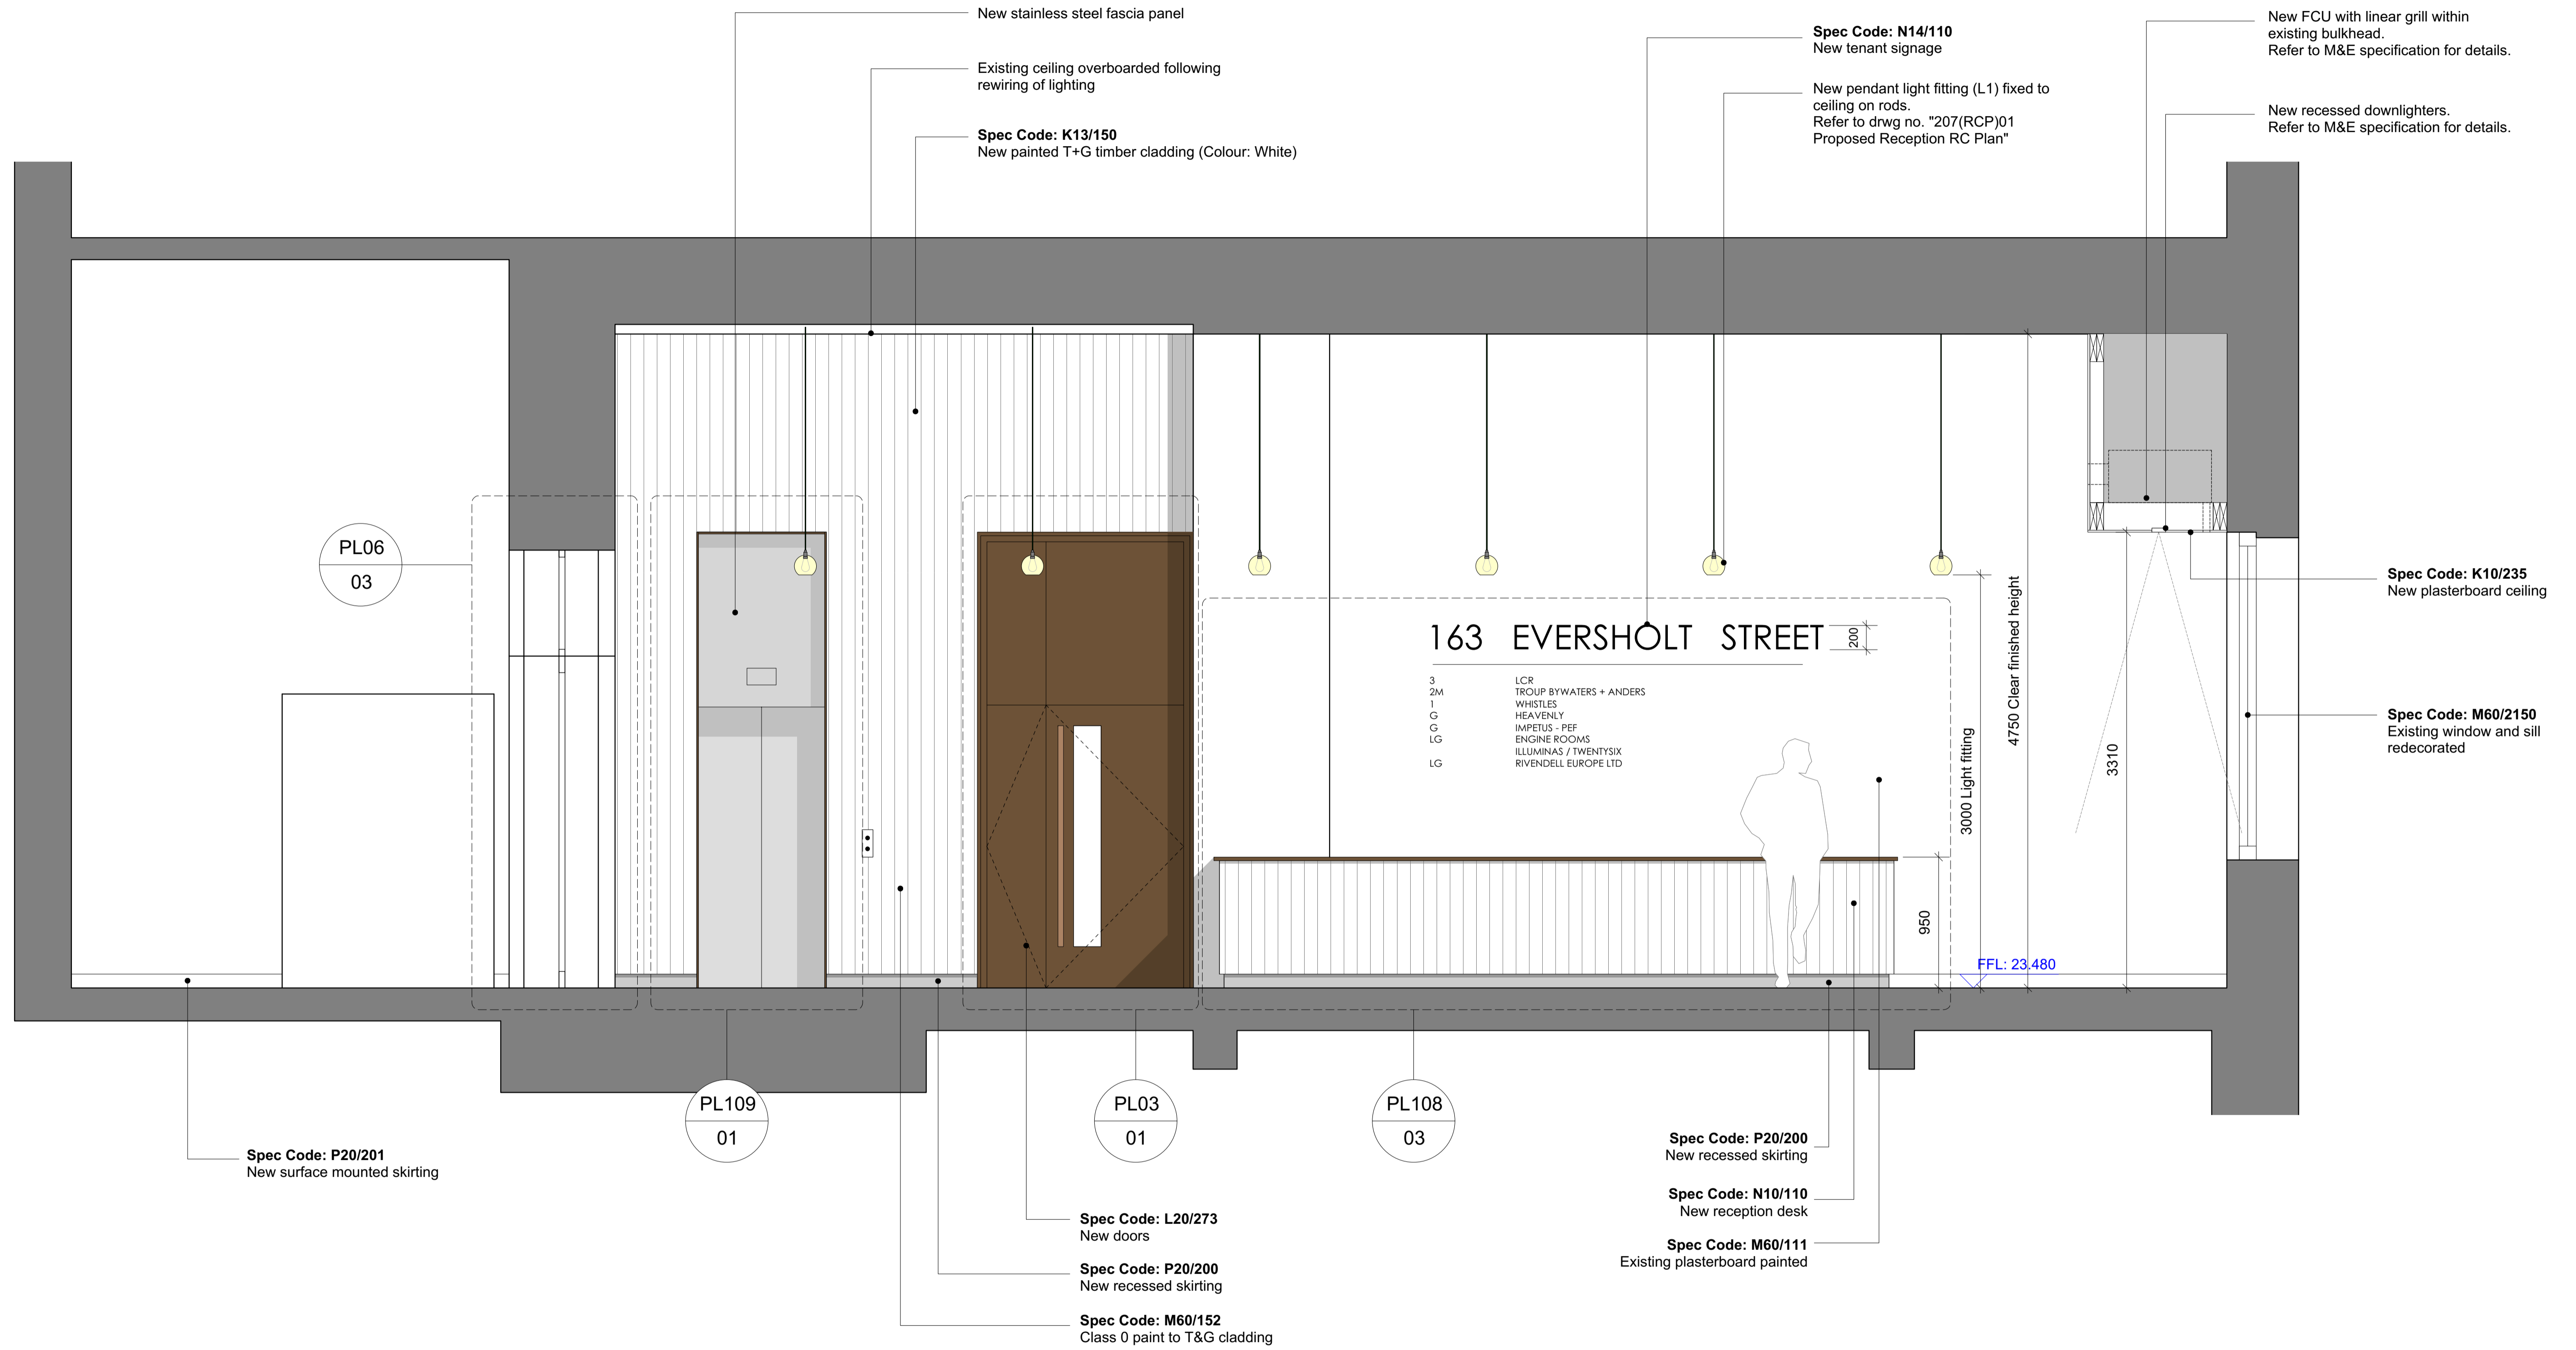 New stainless steel fascia panel
Existing ceiling overboarded following
rewiring of lighting
Spec Code: K13/150
New painted T+G timber cladding (Colour: White)
Spec Code: N14/110
New tenant signage
New pendant light fitting (L1) fixed to
ceiling on rods.
Refer to drwg no. "207(RCP)01
Proposed Reception RC Plan"
New FCU with linear grill within
existing bulkhead.
Refer to M&E specification for details.
New recessed downlighters.
Refer to M&E specification for details.
PL06
03
163 EVERSHOLT STREET
200
3 LCR
2M TROUP BYWATERS + ANDERS
1 WHISTLES
G HEAVENLY
G IMPETUS - PEF
LG ENGINE ROOMS
ILLUMINAS / TWENTYSIX
LG RIVENDELL EUROPE LTD
950
3000 Light fitting
4750 Clear finished height
3310
FFL: 23.480
Spec Code: K10/235
New plasterboard ceiling
Spec Code: M60/2150
Existing window and sill
redecorated
PL109
01
PL03
01
PL108
03
Spec Code: P20/201
New surface mounted skirting
Spec Code: L20/273
New doors
Spec Code: P20/200
New recessed skirting
Spec Code: M60/152
Class 0 paint to T&G cladding
Spec Code: P20/200
New recessed skirting
Spec Code: N10/110
New reception desk
Spec Code: M60/111
Existing plasterboard painted